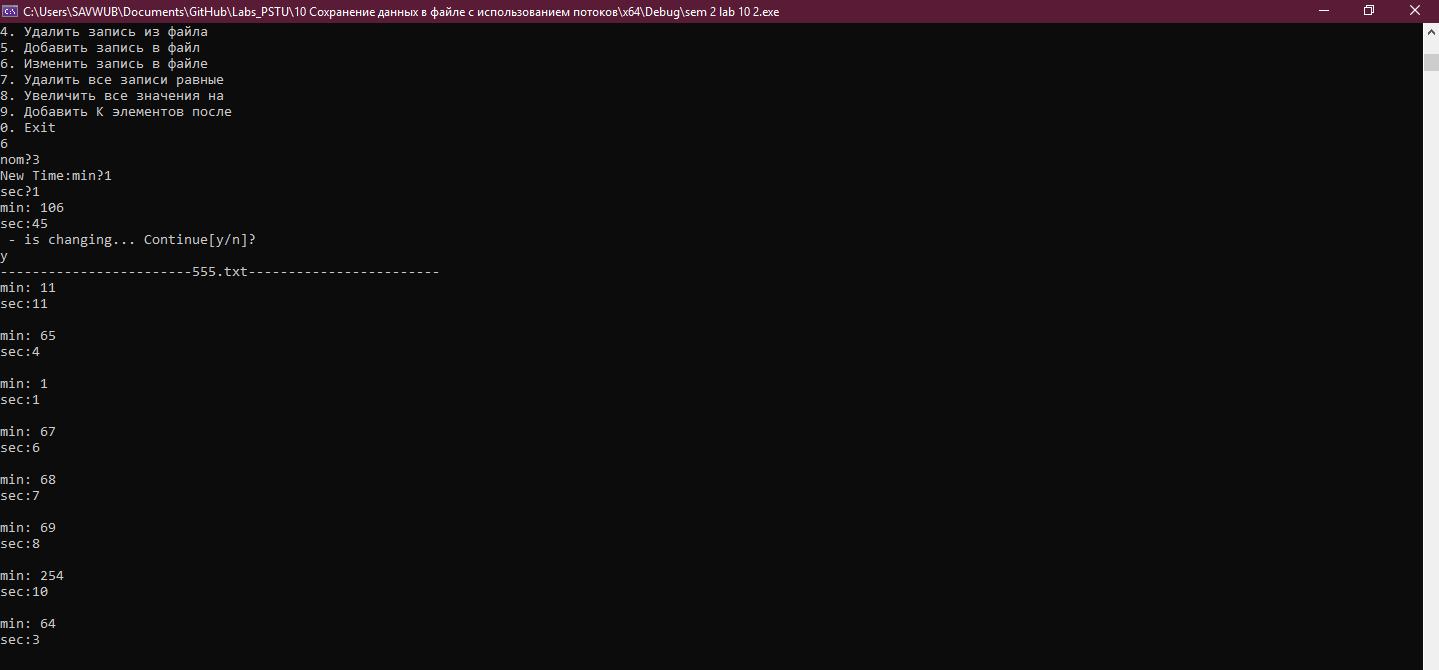 C:\Users\SAVWUB\Documents\GitHub\Labs_PSTU\10 Сохранение данных в файле с использованием потоков\x64\Debug\sem 2 lab 10 2.exe
4. Удалить запись из файла
5. Добавить запись в файл
6. Изменить запись в файле
7. Удалить все записи равные
8. Увеличить все значения на
9. Добавить К элементов после
0. Exit
6
nom?3
New Time:min?1
sec?1
min: 106
sec:45
 - is changing... Continue[y/n]?
y
------------------------555.txt------------------------
min: 11
sec:11
min: 65
sec:4
min: 1
sec:1
min: 67
sec:6
min: 68
sec:7
min: 69
sec:8
min: 254
sec:10
min: 64
sec:3